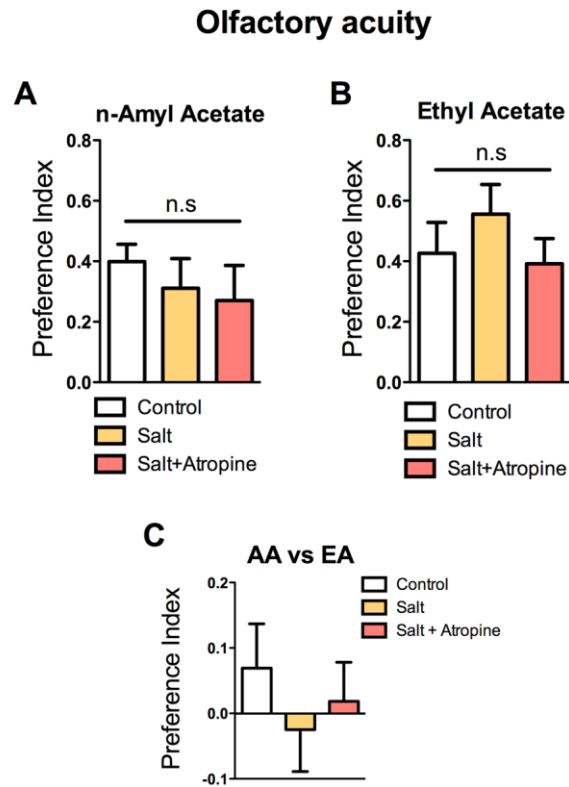 Olfactory acuity
A
n-Amyl Acetate
Preference Index
0.8
0.6
0.4
0.2
0.0
n.s
Control
Salt
Salt+Atropine
B
Ethyl Acetate
Preference Index
0.8
0.6
0.4
0.2
0.0
n.s
Control
Salt
Salt+Atropine
C
AA vs EA
Preference Index
0.2
0.1
0.0
-0.1
Control
Salt
Salt + Atropine